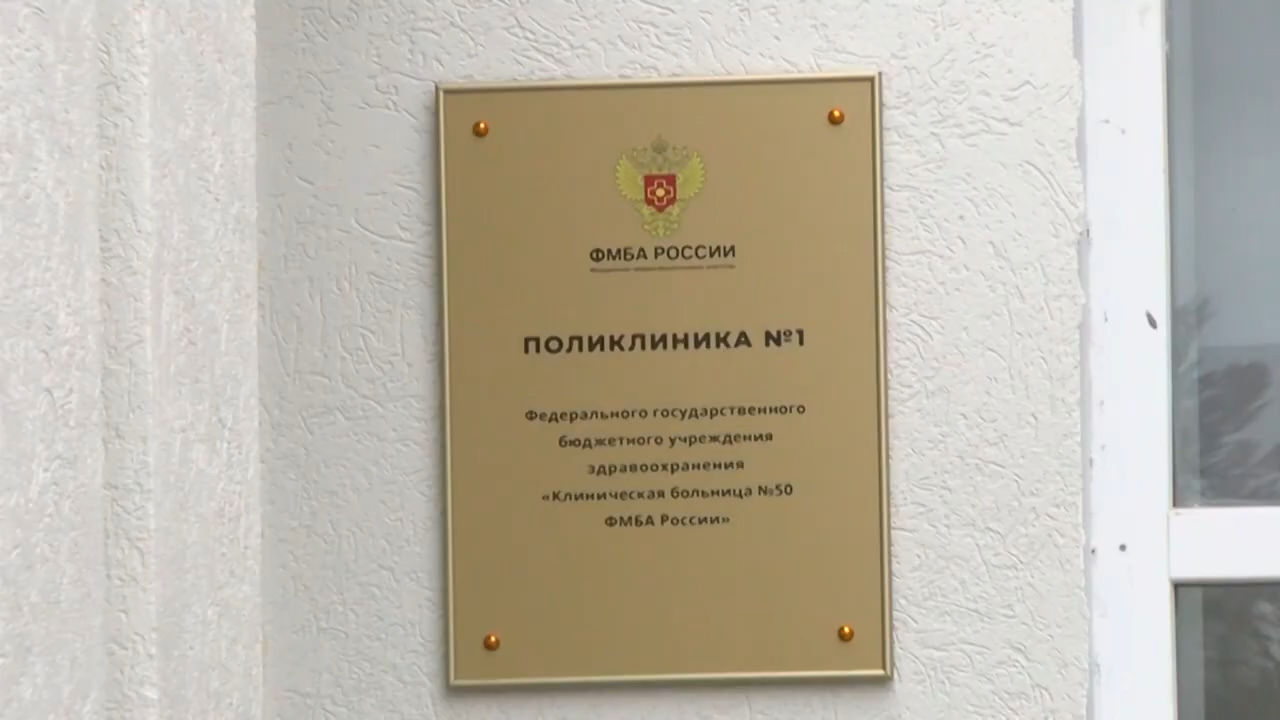 ФМБА РОССИИ
ПОЛИКЛИНИКА №1
Федерального государственного
бюджетного учреждения
здравоохранения
«Клиническая больница №50
ФМБА России»